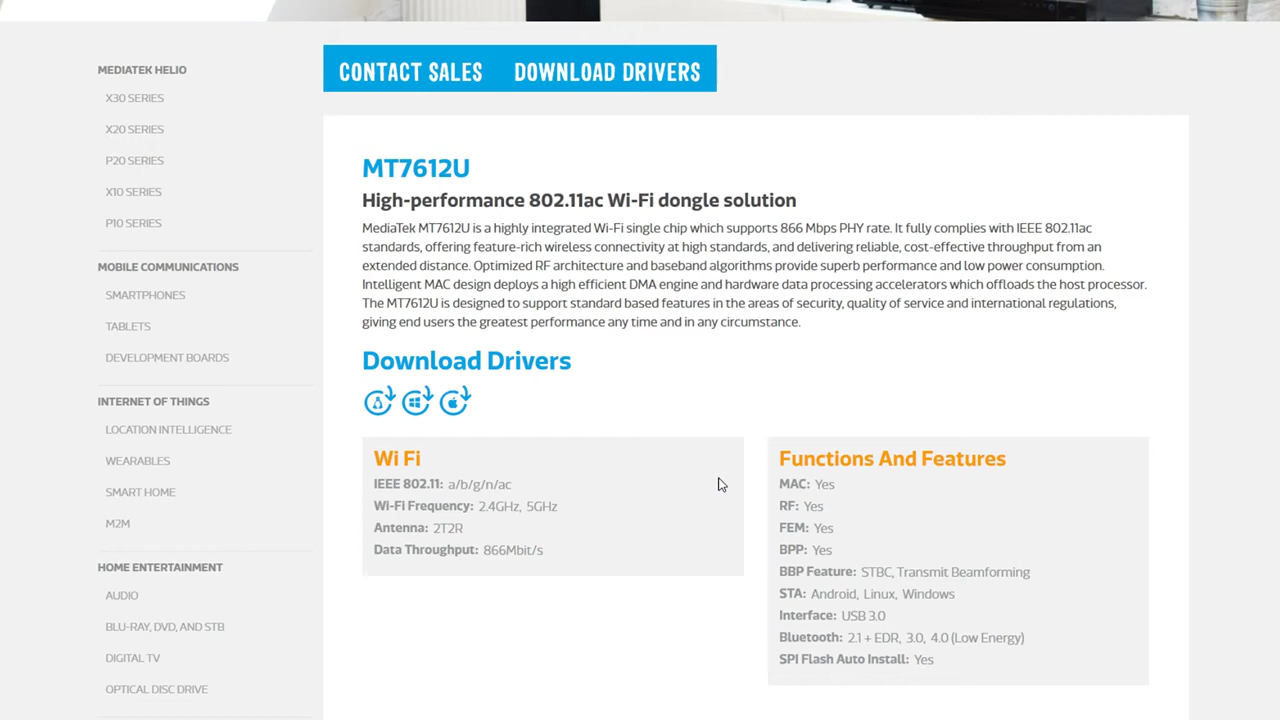 MEDIATEK HELIO
X30 SERIES
X20 SERIES
P20 SERIES
X10 SERIES
P10 SERIES
MOBILE COMMUNICATIONS
SMARTPHONES
TABLETS
DEVELOPMENT BOARDS
INTERNET OF THINGS
LOCATION INTELLIGENCE
WEARABLES
SMART HOME
M2M
HOME ENTERTAINMENT
AUDIO
BLU-RAY, DVD, AND STB
DIGITAL TV
OPTICAL DISC DRIVE
CONTACT SALES DOWNLOAD DRIVERS
MT7612U
High-performance 802.11ac Wi-Fi dongle solution
MediaTek MT7612U is a highly integrated Wi-Fi single chip which supports 866 Mbps PHY rate. It fully complies with IEEE 802.11ac
standards, offering feature-rich wireless connectivity at high standards, and delivering reliable, cost-effective throughput from an
extended distance. Optimized RF architecture and baseband algorithms provide superb performance and low power consumption.
Intelligent MAC design deploys a high efficient DMA engine and hardware data processing accelerators which offloads the host processor.
The MT7612U is designed to support standard based features in the areas of security, quality of service and international regulations,
giving end users the greatest performance any time and in any circumstance.
Download Drivers
Wi Fi
IEEE 802.11: a/b/g/n/ac
Wi-Fi Frequency: 2.4GHz, 5GHz
Antenna: 2T2R
Data Throughput: 866Mbit/s
Functions And Features
MAC: Yes
RF: Yes
FEM: Yes
BPP: Yes
BBP Feature: STBC, Transmit Beamforming
STA: Android, Linux, Windows
Interface: USB 3.0
Bluetooth: 2.1 + EDR, 3.0, 4.0 (Low Energy)
SPI Flash Auto Install: Yes